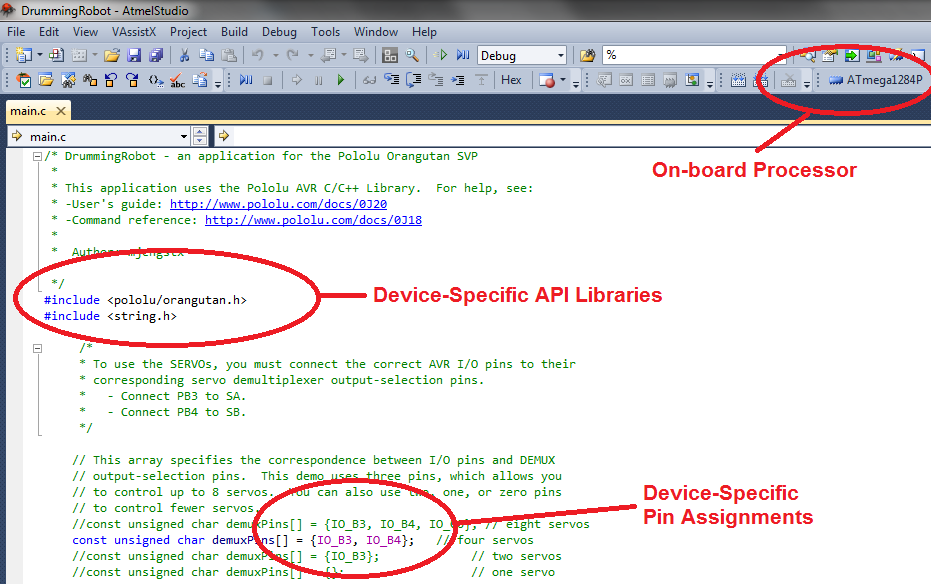 DrummingRobot - AtmelStudio
File Edit View VAssistX Project Build Debug Tools Window Help
Debug %
Hex ATmega1284P
main.c
main.c
On-board Processor
/* DrummingRobot - an application for the Pololu Orangutan SVP
*
* This application uses the Pololu AVR C/C++ Library. For help, see:
* -User's guide: http://www.pololu.com/docs/0J20
* -Command reference: http://www.pololu.com/docs/0J18
*
* Author:
*/
#include <pololu/orangutan.h>
#include <string.h>
Device-Specific API Libraries
/*
* To use the SERVOs, you must connect the correct AVR I/O pins to their
* corresponding servo demultiplexer output-selection pins.
* - Connect PB3 to SA.
* - Connect PB4 to SB.
*/
// This array specifies the correspondence between I/O pins and DEMUX
// output-selection pins. This demo uses three pins, which allows you
// to control up to 8 servos. You can also use two, one, or zero pins
// to control fewer servos.
//const unsigned char demuxPins[] = {IO_B3, IO_B4, // eight servos
const unsigned char demuxPins[] = {IO_B3, IO_B4}; // four servos
//const unsigned char demuxPins[] = {IO_B3}; // two servos
//const unsigned char demuxPins[] = {}; // one servo
Device-Specific
Pin Assignments